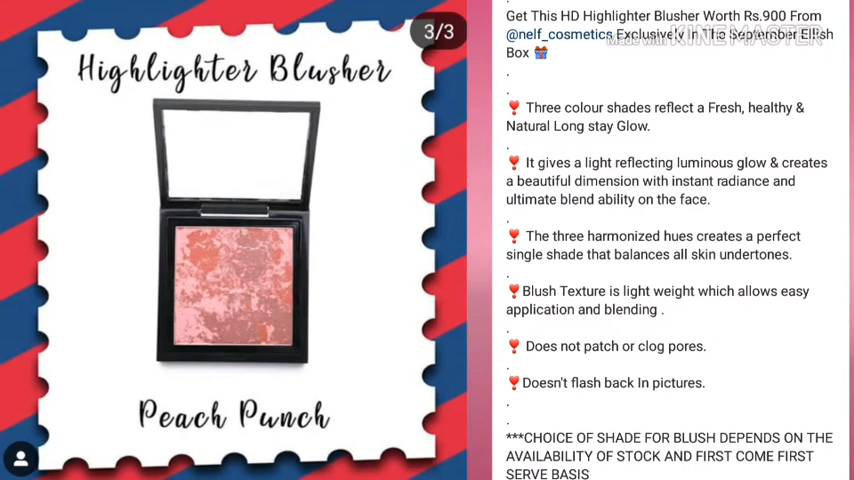 3/3
Highlighter Blusher
Peach Punch
.
Get This HD Highlighter Blusher Worth Rs.900 From
@nelf_cosmetics Exclusively In The September Ellish
Box 🎁
Made with KINEMASTER
.
.
❣️ Three colour shades reflect a Fresh, healthy &
Natural Long stay Glow.
.
❣️ It gives a light reflecting luminous glow & creates
a beautiful dimension with instant radiance and
ultimate blend ability on the face.
.
❣️ The three harmonized hues creates a perfect
single shade that balances all skin undertones.
.
❣️Blush Texture is light weight which allows easy
application and blending .
.
❣️ Does not patch or clog pores.
.
❣️Doesn't flash back In pictures.
.
.
***CHOICE OF SHADE FOR BLUSH DEPENDS ON THE
AVAILABILITY OF STOCK AND FIRST COME FIRST
SERVE BASIS